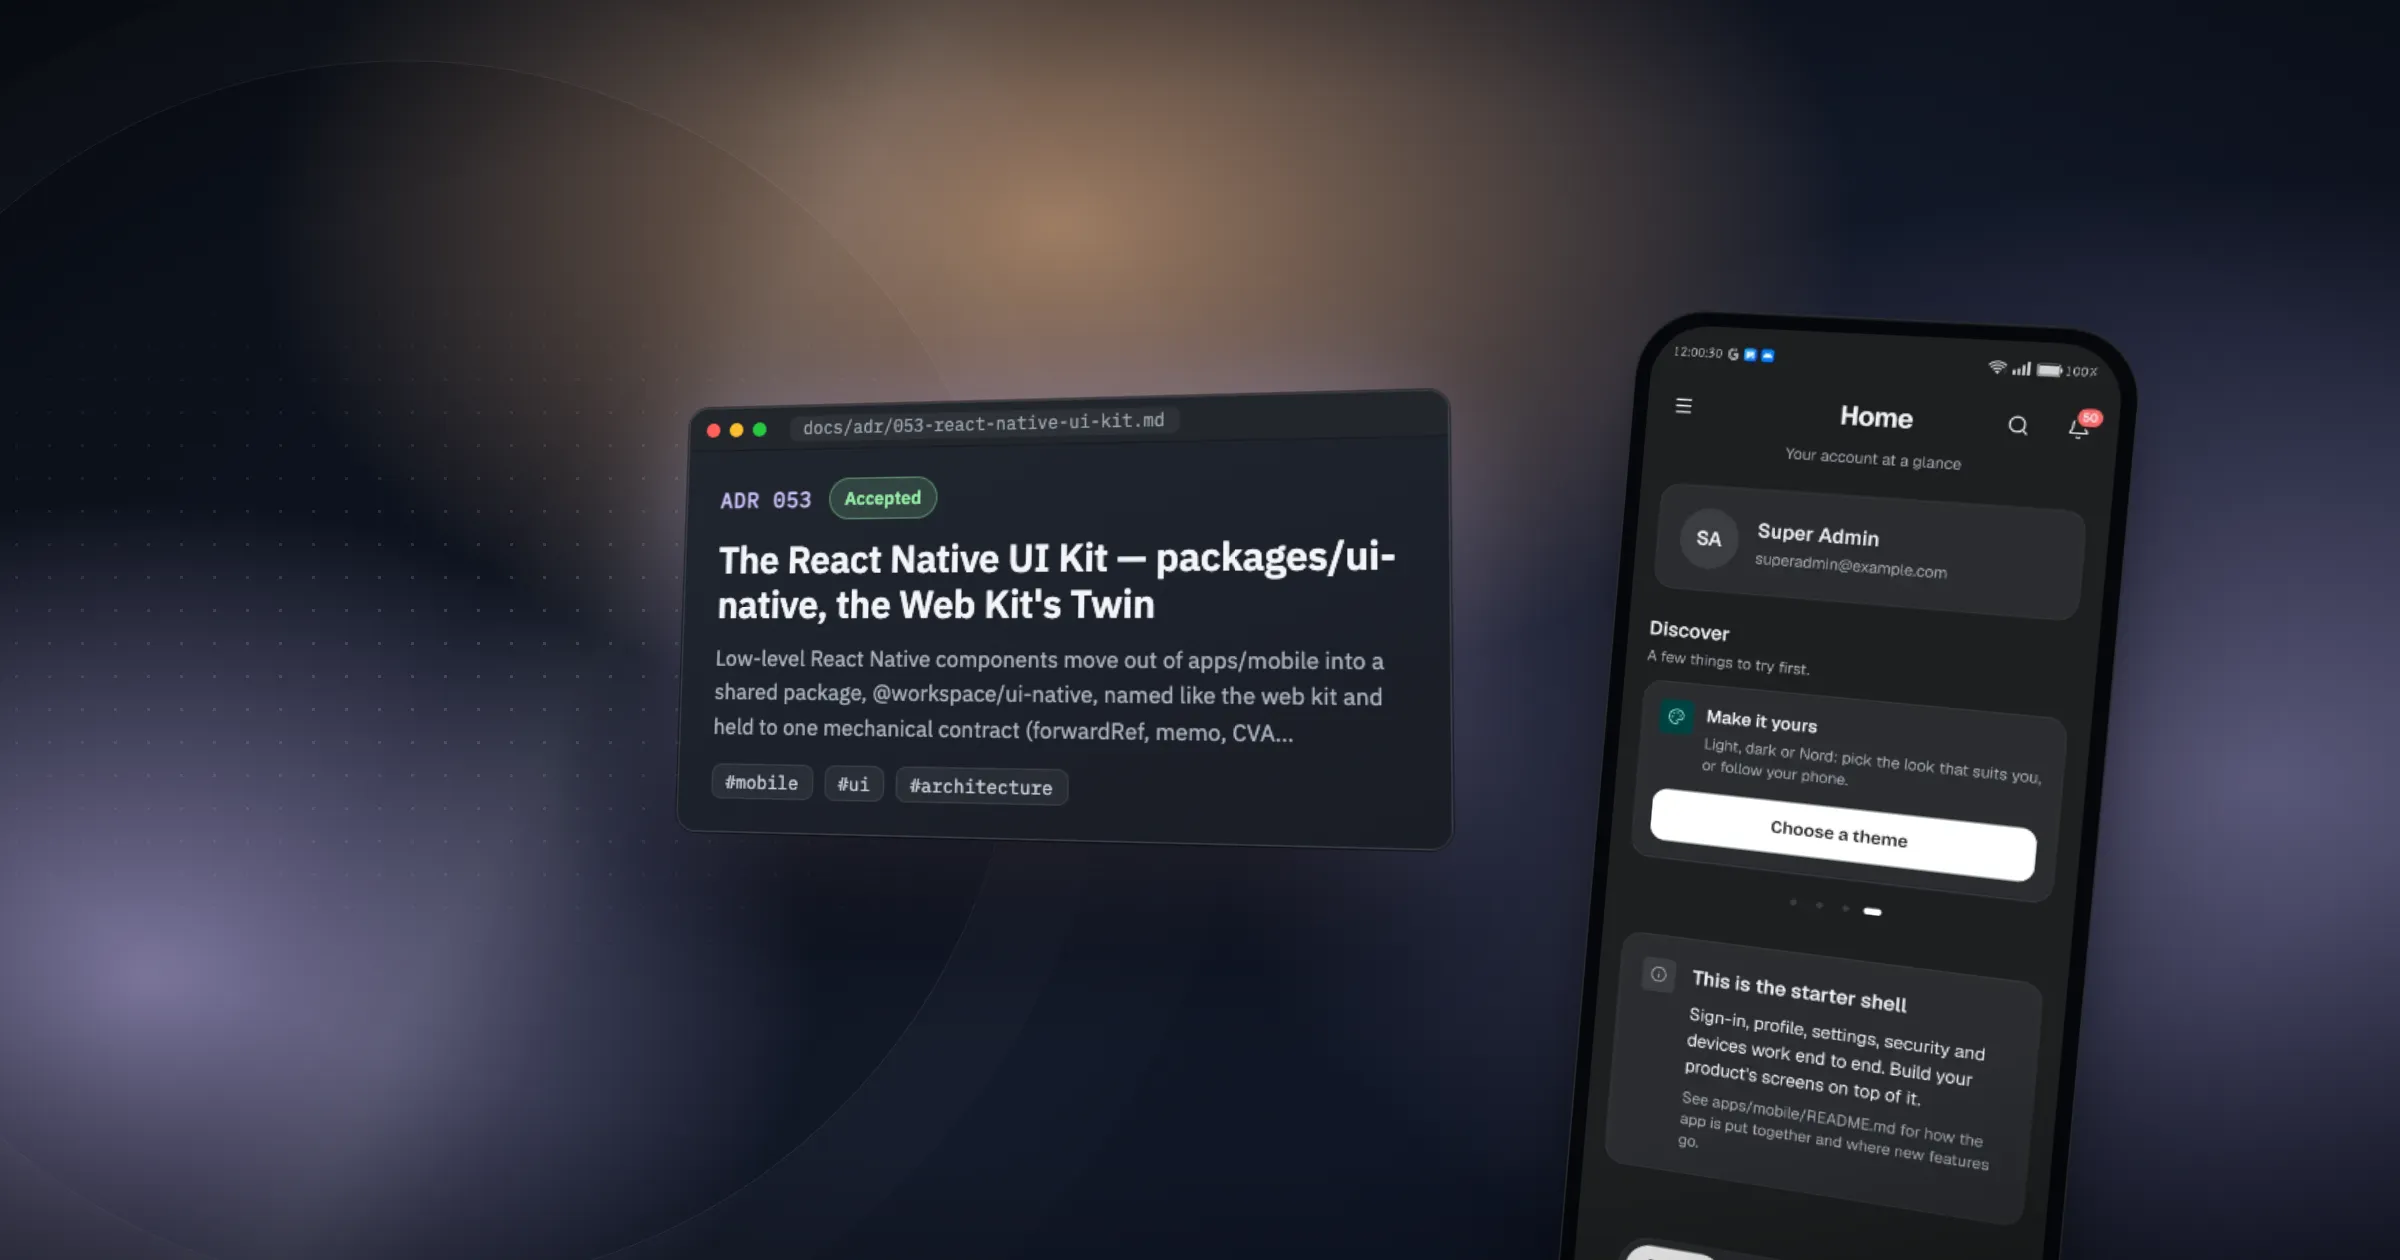 docs/adr/053-react-native-ui-kit.md
ADR 053
Accepted
The React Native UI Kit — packages/ui-
native, the Web Kit's Twin
Low-level React Native components move out of apps/mobile into a
shared package, @workspace/ui-native, named like the web kit and
held to one mechanical contract (forwardRef, memo, CVA...
#mobile #ui #architecture
12:00:30
100%
Home
50
Your account at a glance
SA
Super Admin
superadmin@example.com
Discover
A few things to try first.
Make it yours
Light, dark or Nord; pick the look that suits you,
or follow your phone.
Choose a theme
This is the starter shell
Sign-in, profile, settings, security and
devices work end to end. Build your
product's screens on top of it.
See apps/mobile/README.md for how the
app is put together and where new features
go.